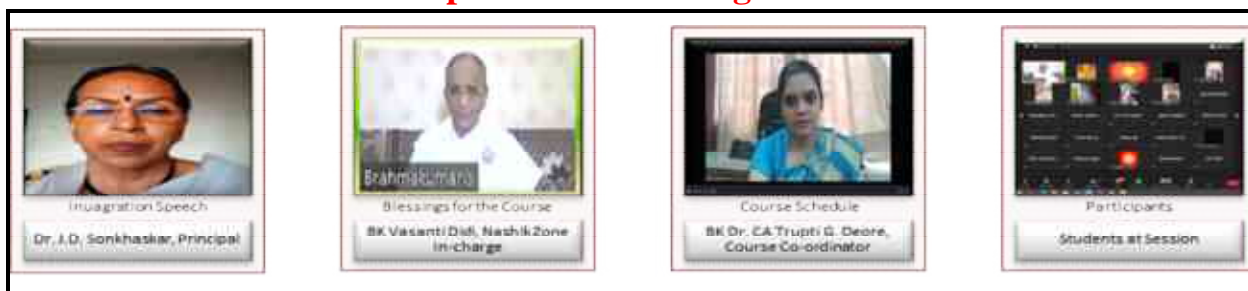 Brahmakumaris
Inuagration Speech
Dr. J.D. Sonkhaskar, Principal
Blessings for the Course
BK Vasanti Didi, Nashik Zone
In-charge
Course Schedule
BK Dr. CA Trupti G. Deore,
Course Co-ordinator
Participants
Students at Session